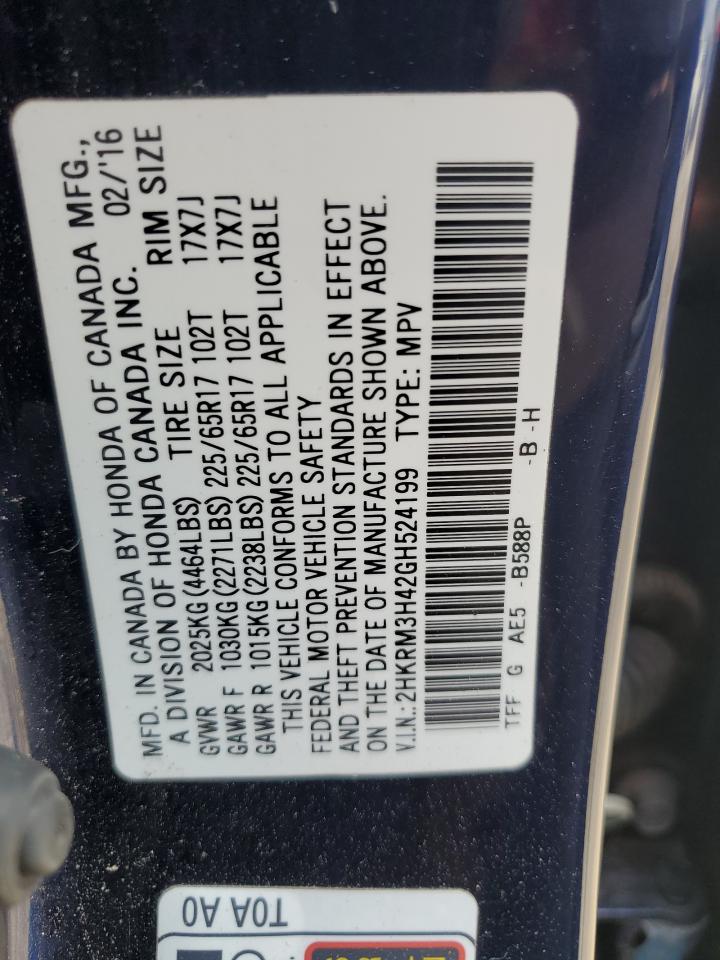 MFD. IN CANADA BY HONDA OF CANADA MFG.,
A DIVISION OF HONDA CANADA INC. 02/'16
TIRE SIZE RIM SIZE
GVWR 2025KG(4464LBS)
GAWR F 1030KG(2271LBS) 225/65R17 102T 17X7J
GAWR R 1015KG(2238LBS) 225/65R17 102T 17X7J
THIS VEHICLE CONFORMS TO ALL APPLICABLE
FEDERAL MOTOR VEHICLE SAFETY
AND THEFT PREVENTION STANDARDS IN EFFECT
ON THE DATE OF MANUFACTURE SHOWN ABOVE.
V.I.N.: 2HKRM3H42GH524199 TYPE: MPV
TFF G AE5 -B588P -B -H
T0A A0